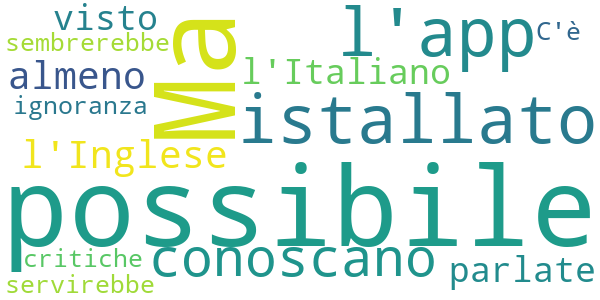 visto
sembrerebbe
almeno
ignoranza
l'Inglese
Ma
l'app
C'è
l'Italiano
istallato
possibile
critiche
conoscano
parlate
servirebbe